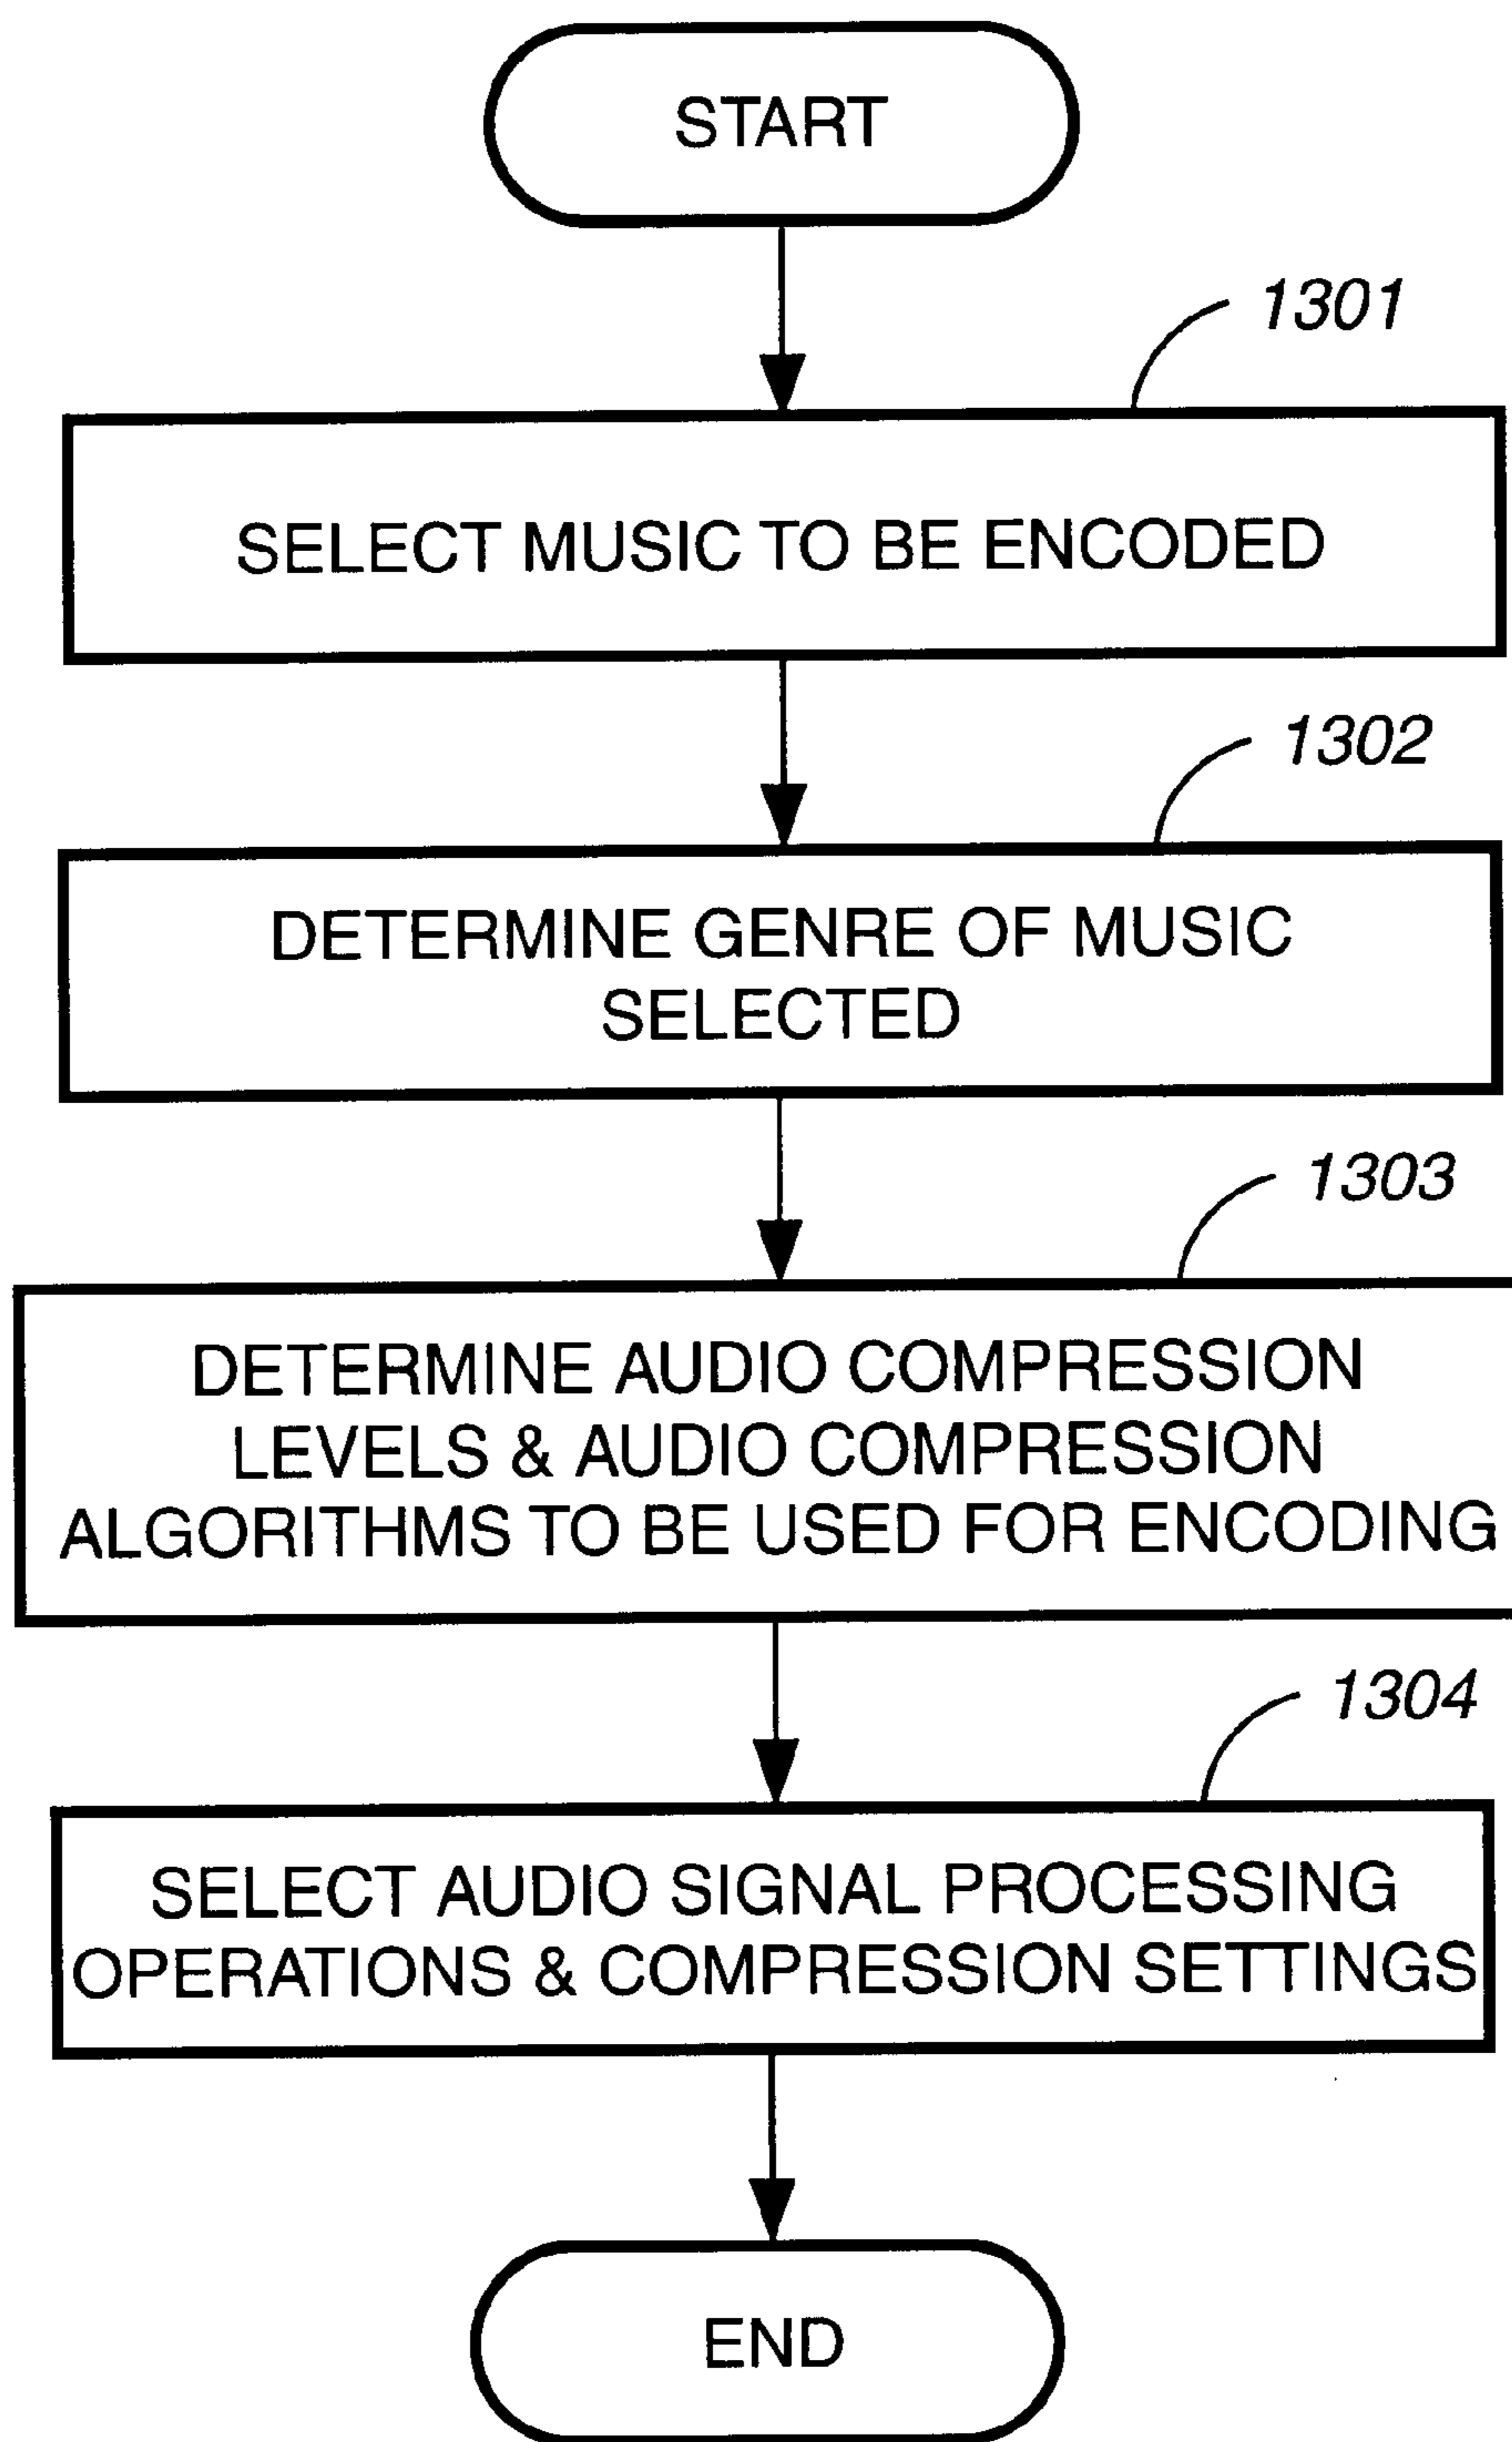 START
1301
SELECT MUSIC TO BE ENCODED
1302
DETERMINE GENRE OF MUSIC
SELECTED
1303
DETERMINE AUDIO COMPRESSION
LEVELS & AUDIO COMPRESSION
ALGORITHMS TO BE USED FOR ENCODING
1304
SELECT AUDIO SIGNAL PROCESSING
OPERATIONS & COMPRESSION SETTINGS
END